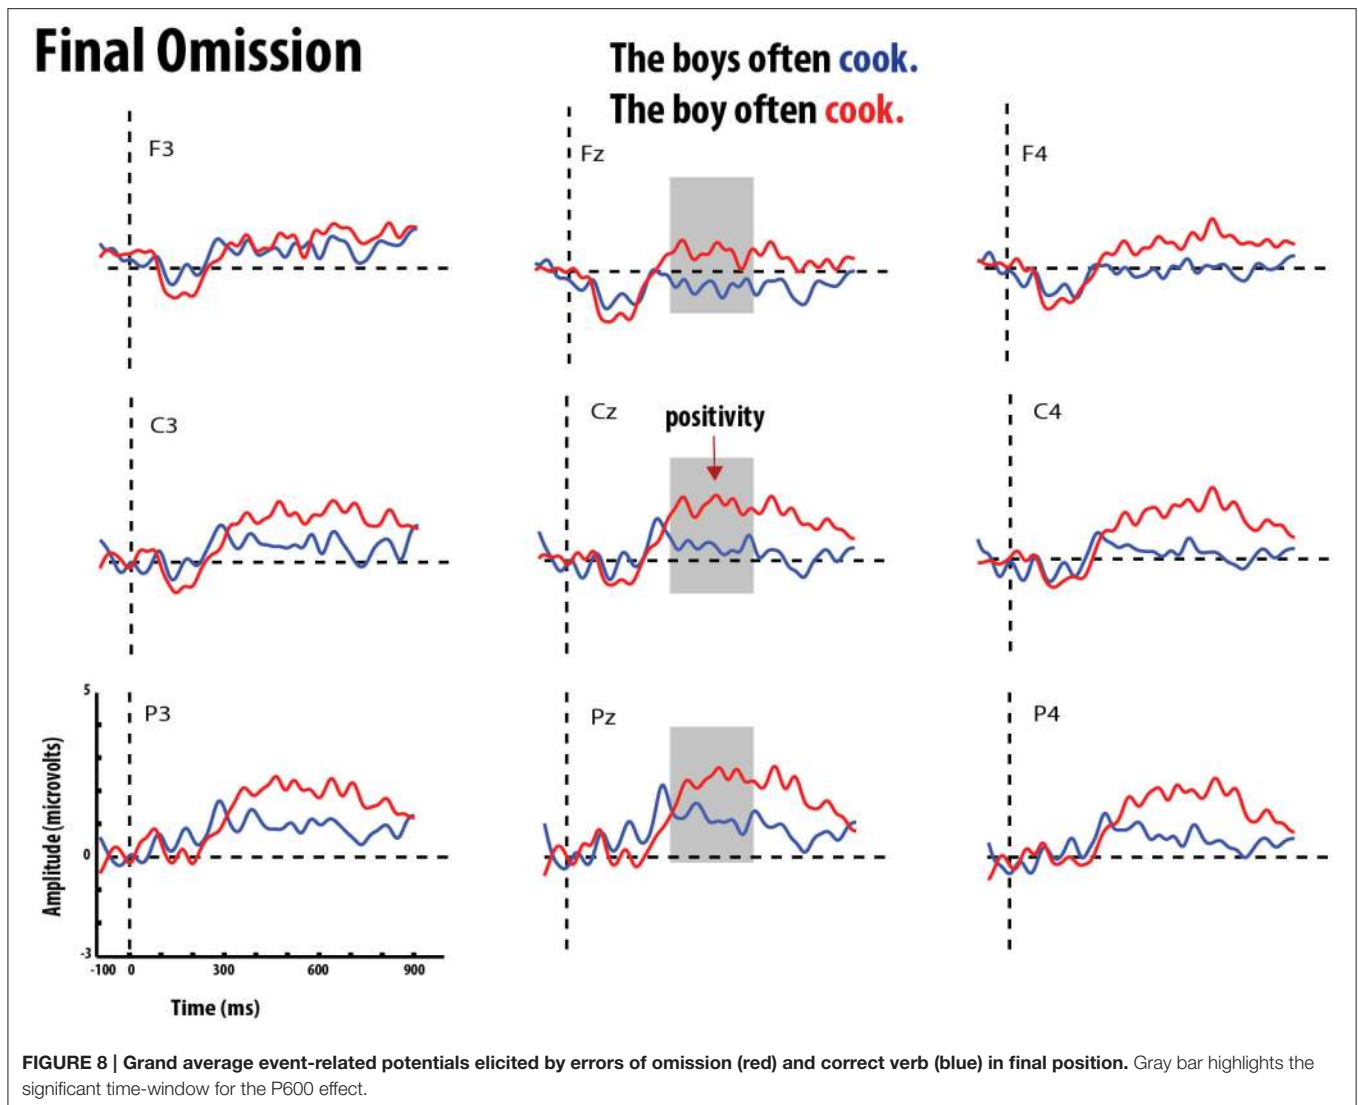 Final Omission
The boys often cook.
The boy often cook.
F3
Fz
F4
C3
Cz
positivity
C4
P3
Pz
P4
5
0
-3
Amplitude (microvolts)
-100 0 300 600 900
Time (ms)
FIGURE 8 | Grand average event-related potentials elicited by errors of omission (red) and correct verb (blue) in final position. Gray bar highlights the
significant time-window for the P600 effect.